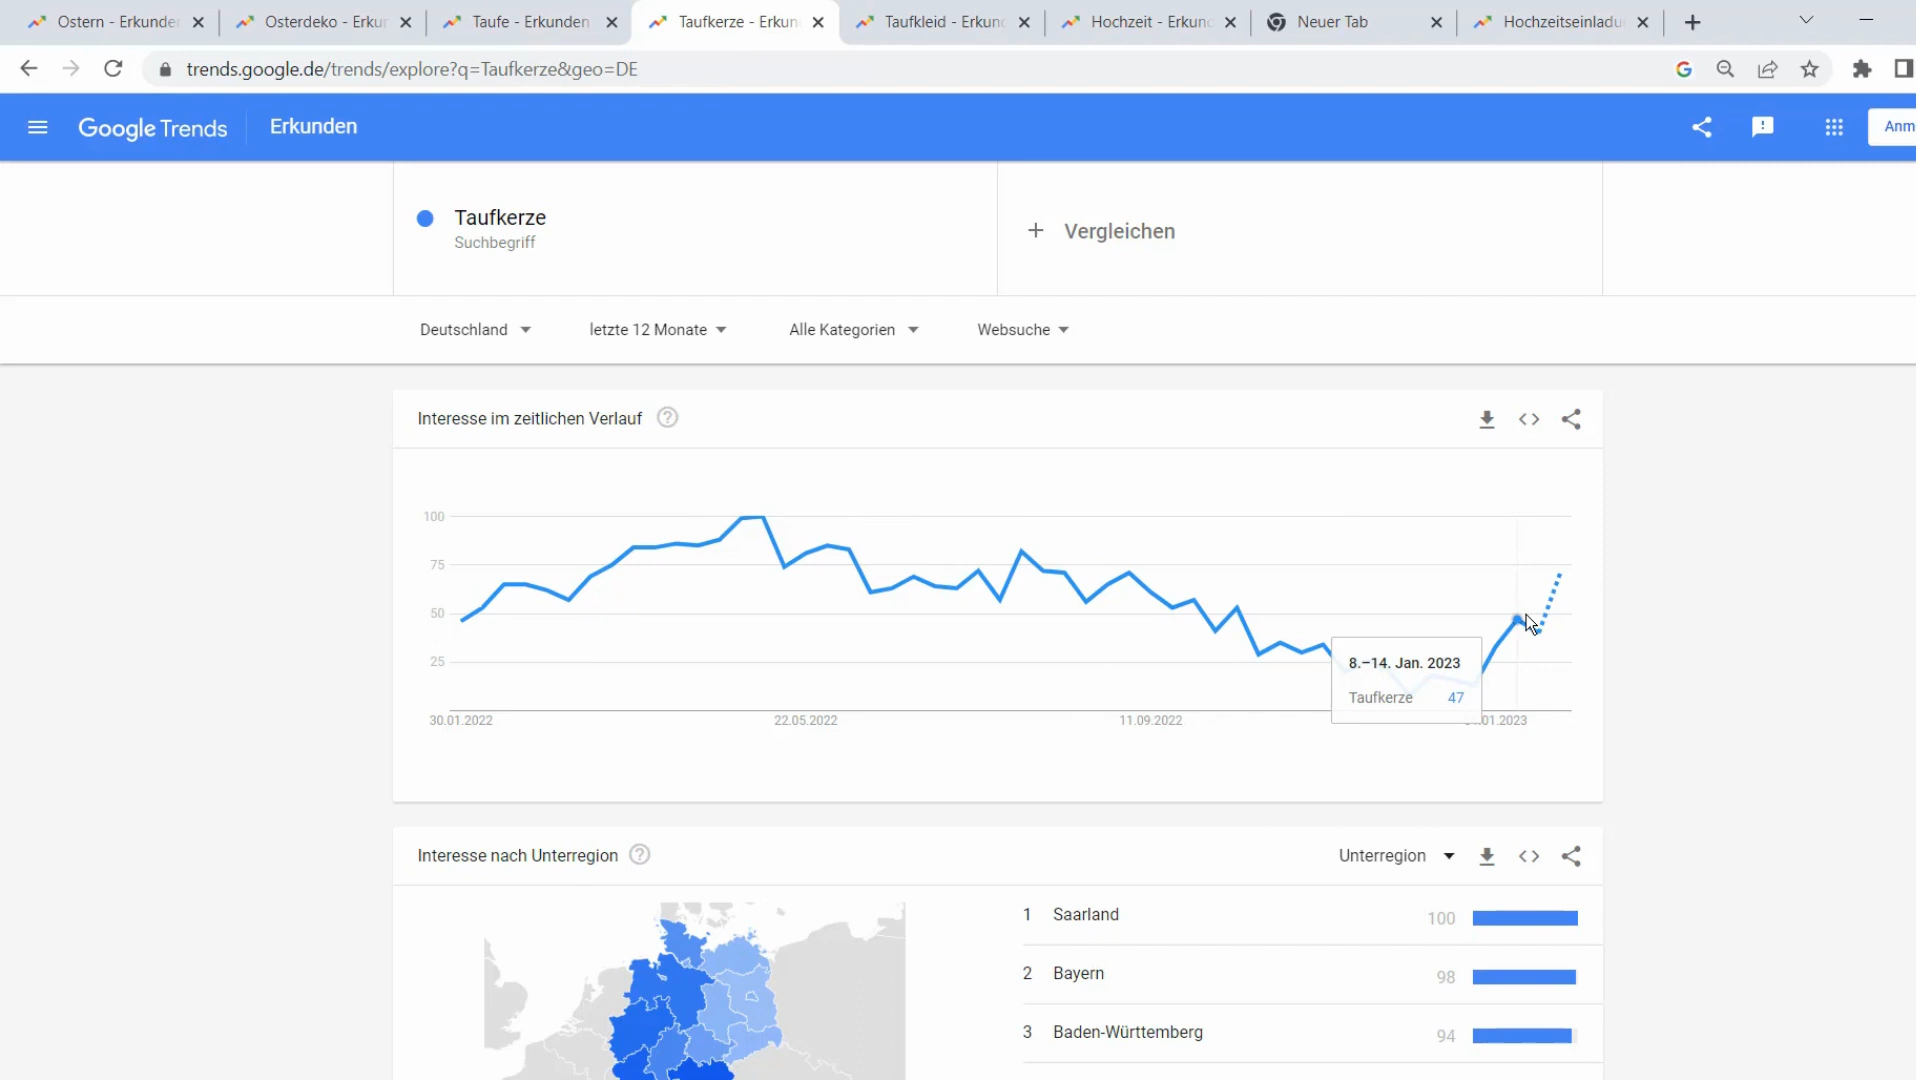 Ostern - Erkunden
Osterdeko - Erkun
Taufe - Erkunden
Taufkerze - Erkun
Taufkleid - Erkund
Hochzeit - Erkund
Neuer Tab
Hochzeitseinladu
trends.google.de/trends/explore?q=Taufkerze&geo=DE
Google Trends
Erkunden
Anm
Taufkerze
Suchbegriff
+ Vergleichen
Deutschland
letzte 12 Monate
Alle Kategorien
Websuche
Interesse im zeitlichen Verlauf
100
75
50
25
8.–14. Jan. 2023
Taufkerze 47
30.01.2022
22.05.2022
11.09.2022
01.2023
Interesse nach Unterregion
Unterregion
1 Saarland 100
2 Bayern 98
3 Baden-Württemberg 94